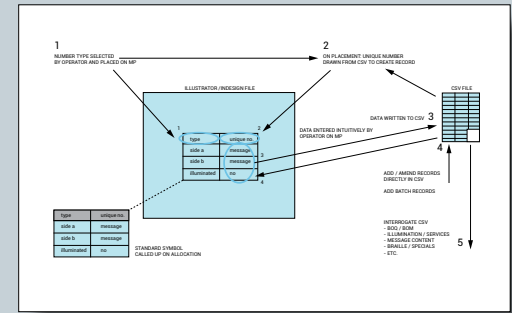 1
NUMBER TYPE SELECTED
BY OPERATOR AND PLACED ON MP
2
ON PLACEMENT: UNIQUE NUMBER
DRAWN FROM CSV TO CREATE RECORD
ILLUSTRATOR / INDESIGN FILE
CSV FILE
1
2
type unique no.
side a message
side b message
illuminated no
3
4
DATA ENTERED INTUITIVELY BY
OPERATOR ON MP
DATA WRITTEN TO CSV 3
4
ADD / AMEND RECORDS
DIRECTLY IN CSV
ADD BATCH RECORDS
type unique no.
side a message
side b message
illuminated no
STANDARD SYMBOL
CALLED UP ON ALLOCATION
INTERROGATE CSV
- BOQ / BOM
- ILLUMINATION / SERVICES
- MESSAGE CONTENT
- BRAILLE / SPECIALS
- ETC.
5